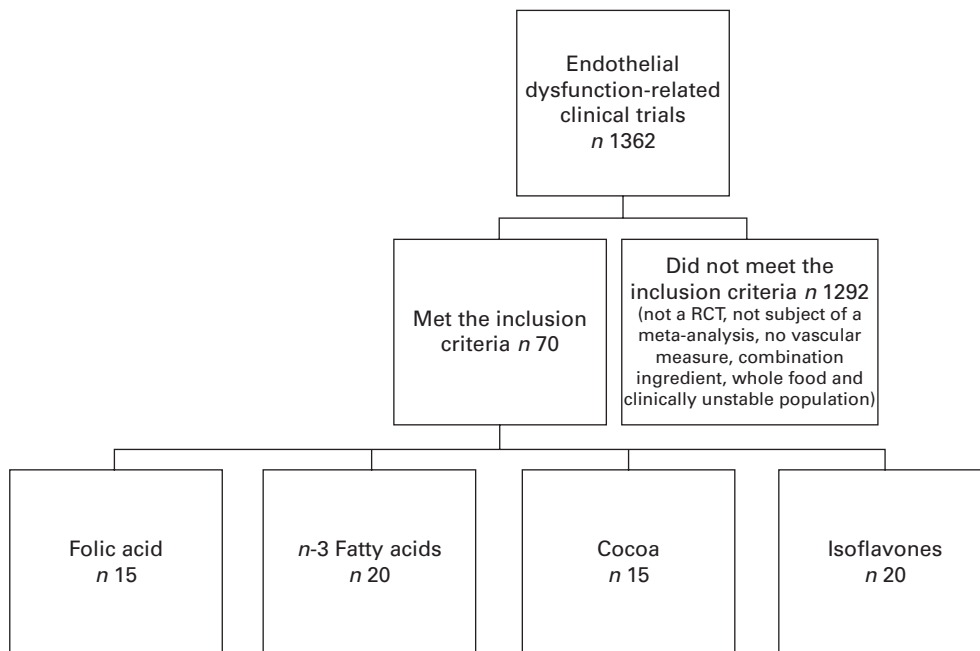 Endothelial
dysfunction-related
clinical trials
n 1362
Met the inclusion
criteria n 70
Did not meet the
inclusion criteria n 1292
(not a RCT, not subject of a
meta-analysis, no vascular
measure, combination
ingredient, whole food and
clinically unstable population)
Folic acid
n 15
n-3 Fatty acids
n 20
Cocoa
n 15
Isoflavones
n 20